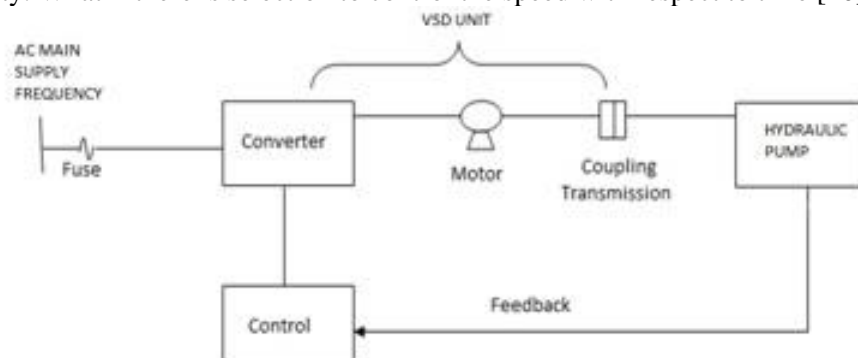 VSD UNIT
AC MAIN
SUPPLY
FREQUENCY
Fuse
Converter
Motor
Coupling
Transmission
HYDRAULIC
PUMP
Control
Feedback